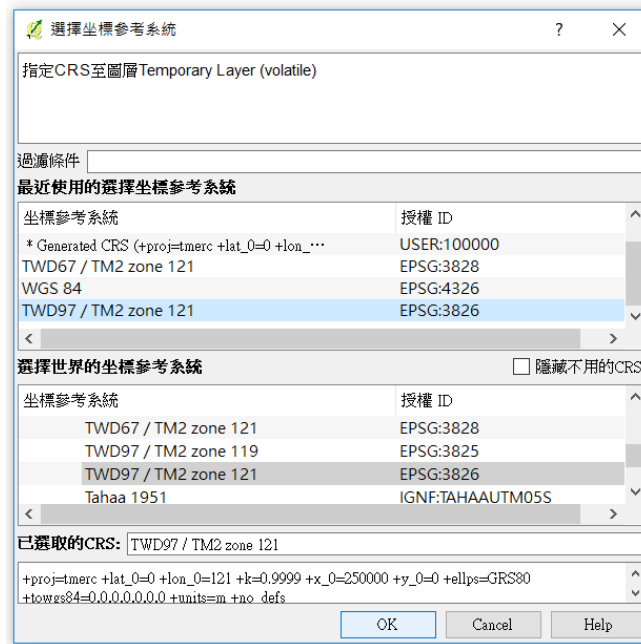 選擇坐標參考系統
指定CRS至圖層Temporary Layer (volatile)
過濾條件
最近使用的選擇坐標參考系統
坐標參考系統 授權 ID
* Generated CRS (+proj=tmerc +lat_0=0 +lon_··· USER:100000
TWD67 / TM2 zone 121 EPSG:3828
WGS 84 EPSG:4326
TWD97 / TM2 zone 121 EPSG:3826
選擇世界的坐標參考系統 隱藏不用的CRS
坐標參考系統 授權 ID
TWD67 / TM2 zone 121 EPSG:3828
TWD97 / TM2 zone 119 EPSG:3825
TWD97 / TM2 zone 121 EPSG:3826
Tahaa 1951 IGNF:TAHAAUTM05S
已選取的CRS: TWD97 / TM2 zone 121
+proj=tmerc +lat_0=0 +lon_0=121 +k=0.9999 +x_0=250000 +y_0=0 +ellps=GRS80
+towgs84=0,0,0,0,0,0,0 +units=m +no_defs
OK Cancel Help